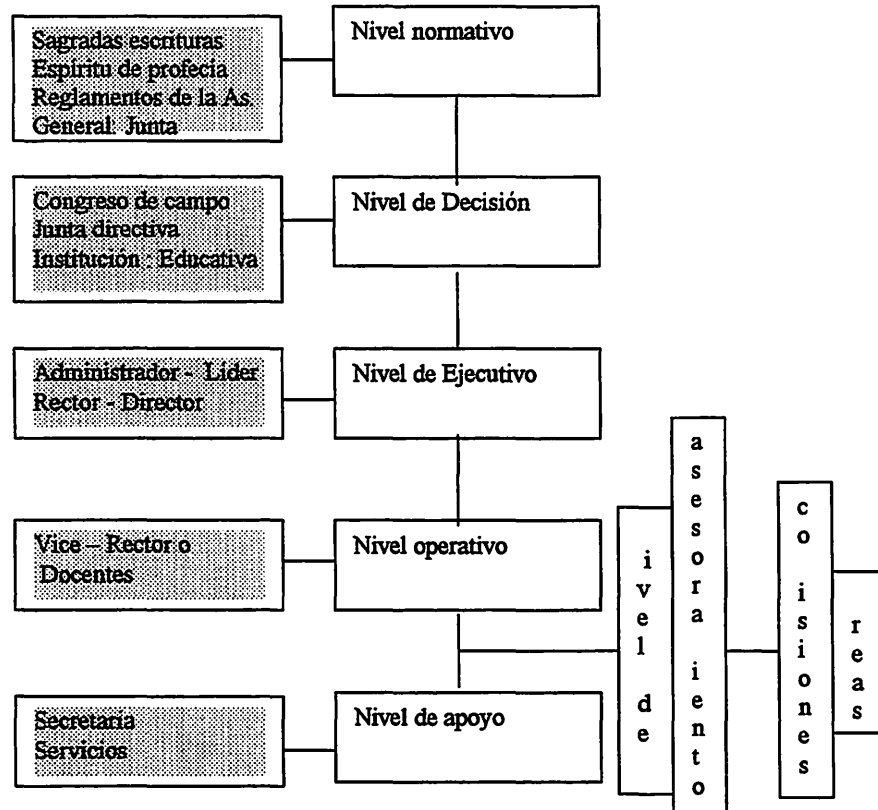 Sagradas escrituras
Espíritu de profecía
Reglamentos de la As.
General: Junta
Nivel normativo
Congreso de campo
Junta directiva
Institución : Educativa
Nivel de Decisión
Administrador - Líder
Rector - Director
Nivel de Ejecutivo
Vice – Rector o
Docentes
Nivel operativo
Secretaria
Servicios
Nivel de apoyo
ivel de
asesora iento
co isiones
reas